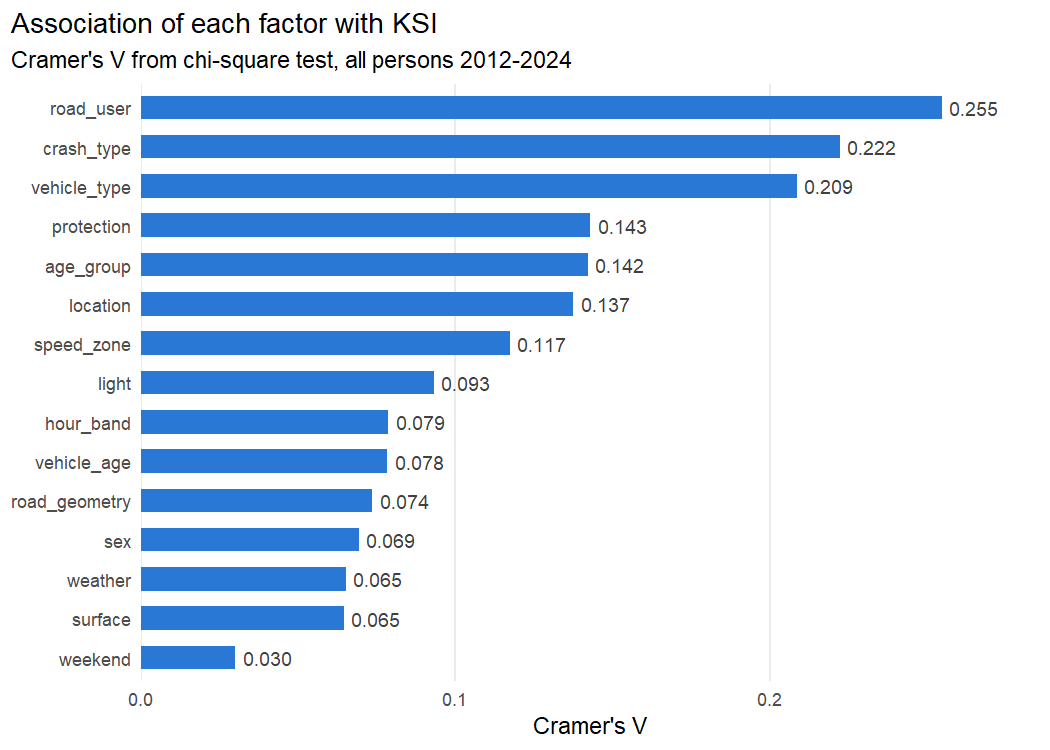 Association of each factor with KSI
Cramer's V from chi-square test, all persons 2012-2024
road_user 0.255
crash_type 0.222
vehicle_type 0.209
protection 0.143
age_group 0.142
location 0.137
speed_zone 0.117
light 0.093
hour_band 0.079
vehicle_age 0.078
road_geometry 0.074
sex 0.069
weather 0.065
surface 0.065
weekend 0.030
0.0 0.1 0.2
Cramer's V